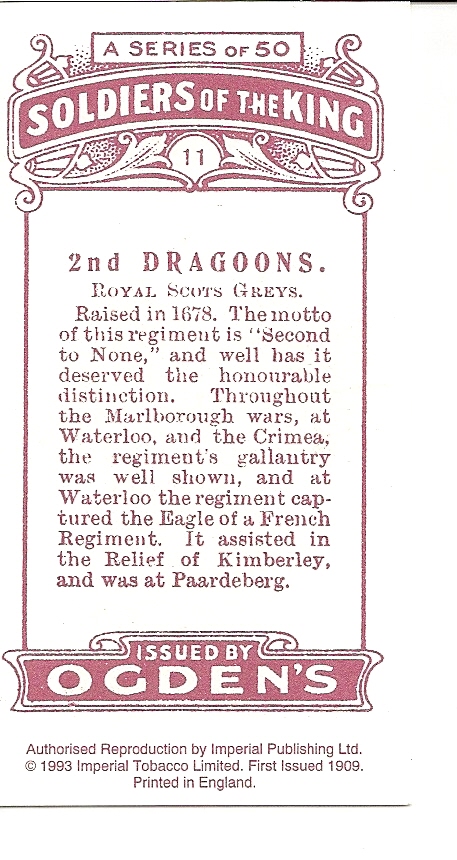 A SERIES OF 50
SOLDIERS OF THE KING
11
2nd DRAGOONS.
ROYAL SCOTS GREYS.
Raised in 1678. The motto
of this regiment is "Second
to None," and well has it
deserved the honourable
distinction. Throughout
the Marlborough wars, at
Waterloo, and the Crimea,
the regiment's gallantry
was well shown, and at
Waterloo the regiment cap-
tured the Eagle of a French
Regiment. It assisted in
the Relief of Kimberley,
and was at Paardeberg.
ISSUED BY
OGDEN'S
Authorised Reproduction by Imperial Publishing Ltd.
© 1993 Imperial Tobacco Limited. First Issued 1909.
Printed in England.